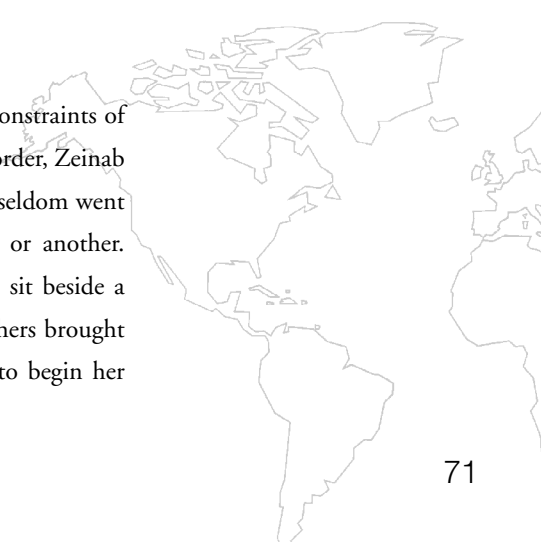 onstraints of
order, Zeinab
seldom went
or another.
sit beside a
hers brought
to begin her
71